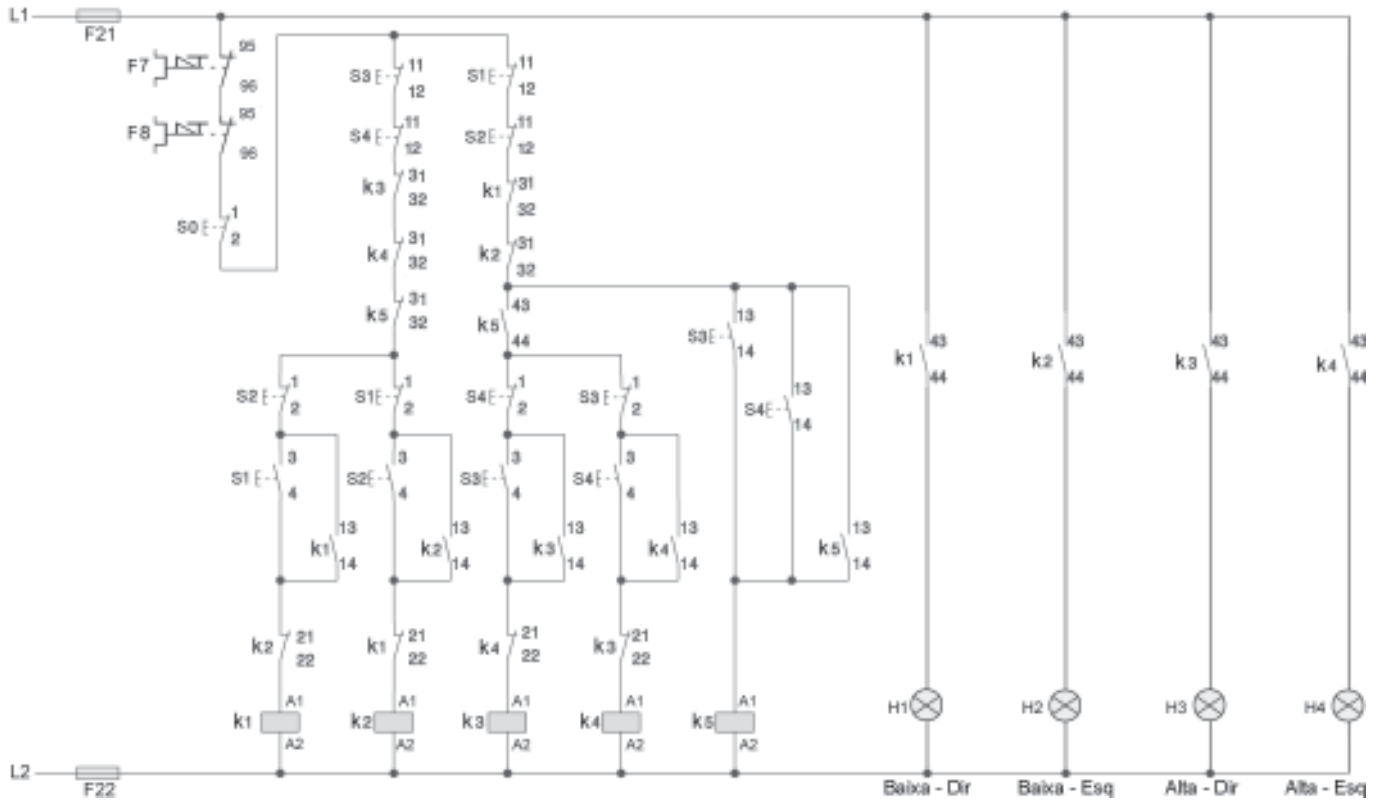 L1
F21
F7 95
96
F8 95
96
S0 1
2
S3 11
12
S4 11
12
k3 31
32
k4 31
32
k5 31
32
S1 11
12
S2 11
12
k1 31
32
k2 31
32
k5 43
44
S3 13
14
S4 13
14
k5 13
14
S2 1
2
S1 1
2
S4 1
2
S3 1
2
S1 3
4
S2 3
4
S3 3
4
S4 3
4
k1 13
14
k2 13
14
k3 13
14
k4 13
14
k2 21
22
k1 21
22
k4 21
22
k3 21
22
k1 A1
A2
k2 A1
A2
k3 A1
A2
k4 A1
A2
k5 A1
A2
k1 43
44
k2 43
44
k3 43
44
k4 43
44
H1
H2
H3
H4
L2
F22
Baixa - Dir
Baixa - Esq
Alta - Dir
Alta - Esq